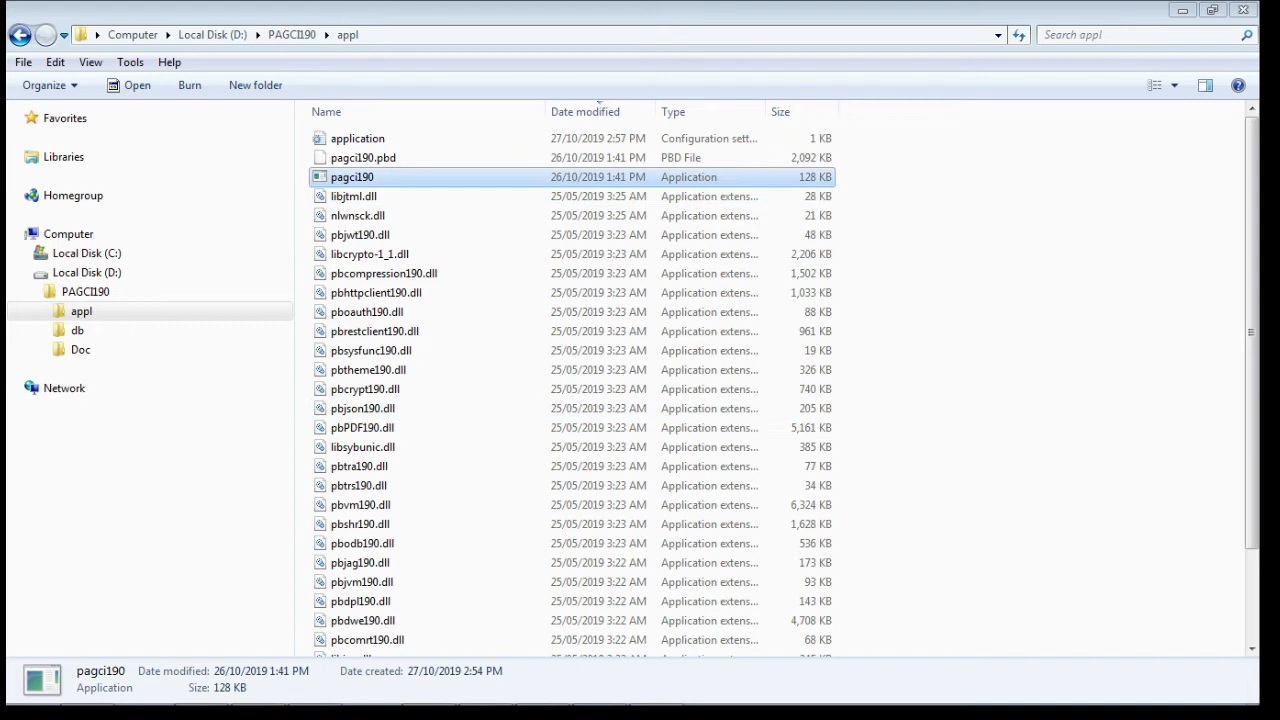 Computer Local Disk (D:) PAGCI190 appl Search appl
File Edit View Tools Help
Organize Open Burn New folder
Name Date modified Type Size
Favorites
Libraries
Homegroup
Computer
Local Disk (C:)
Local Disk (D:)
PAGCI190
appl
db
Doc
Network
application 27/10/2019 2:57 PM Configuration sett... 1 KB
pagci190.pbd 26/10/2019 1:41 PM PBD File 2,092 KB
pagci190 26/10/2019 1:41 PM Application 128 KB
libjtml.dll 25/05/2019 3:25 AM Application extens... 28 KB
nlwnsck.dll 25/05/2019 3:25 AM Application extens... 21 KB
pbjwt190.dll 25/05/2019 3:23 AM Application extens... 48 KB
libcrypto-1_1.dll 25/05/2019 3:23 AM Application extens... 2,206 KB
pbcompression190.dll 25/05/2019 3:23 AM Application extens... 1,502 KB
pbhttpclient190.dll 25/05/2019 3:23 AM Application extens... 1,033 KB
pboauth190.dll 25/05/2019 3:23 AM Application extens... 88 KB
pbrestclient190.dll 25/05/2019 3:23 AM Application extens... 961 KB
pbsysfunc190.dll 25/05/2019 3:23 AM Application extens... 19 KB
pbtheme190.dll 25/05/2019 3:23 AM Application extens... 326 KB
pbcrypt190.dll 25/05/2019 3:23 AM Application extens... 740 KB
pbjson190.dll 25/05/2019 3:23 AM Application extens... 205 KB
pbPDF190.dll 25/05/2019 3:23 AM Application extens... 5,161 KB
libsybunic.dll 25/05/2019 3:23 AM Application extens... 385 KB
pbtra190.dll 25/05/2019 3:23 AM Application extens... 77 KB
pbtrs190.dll 25/05/2019 3:23 AM Application extens... 34 KB
pbvm190.dll 25/05/2019 3:23 AM Application extens... 6,324 KB
pbshr190.dll 25/05/2019 3:23 AM Application extens... 1,628 KB
pbodb190.dll 25/05/2019 3:23 AM Application extens... 536 KB
pbjag190.dll 25/05/2019 3:22 AM Application extens... 173 KB
pbjvm190.dll 25/05/2019 3:22 AM Application extens... 93 KB
pbdpl190.dll 25/05/2019 3:22 AM Application extens... 143 KB
pbdwe190.dll 25/05/2019 3:22 AM Application extens... 4,708 KB
pbcomrt190.dll 25/05/2019 3:22 AM Application extens... 68 KB
pagci190 Date modified: 26/10/2019 1:41 PM Date created: 27/10/2019 2:54 PM
Application Size: 128 KB